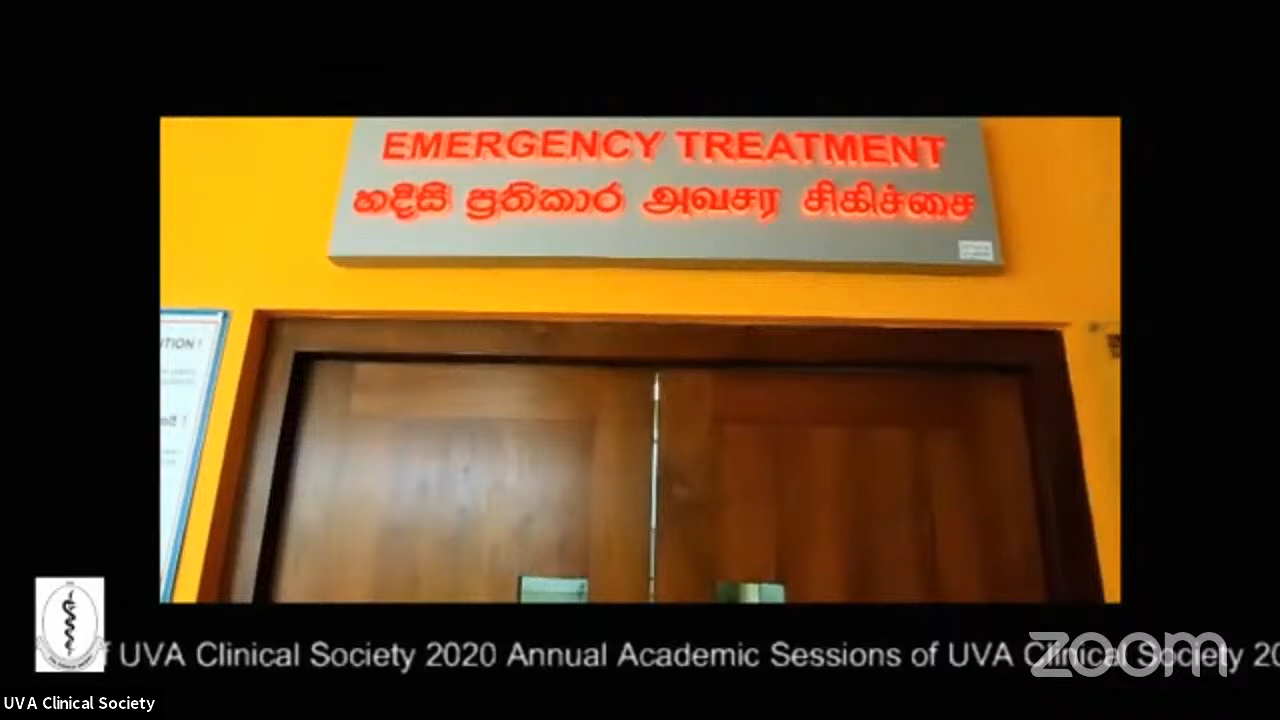 EMERGENCY TREATMENT
හදිසි ප්‍රතිකාර அவசர சிகிச்சை
UVA Clinical Society 2020 Annual Academic Sessions of UVA Clinical Society
zoom
UVA Clinical Society